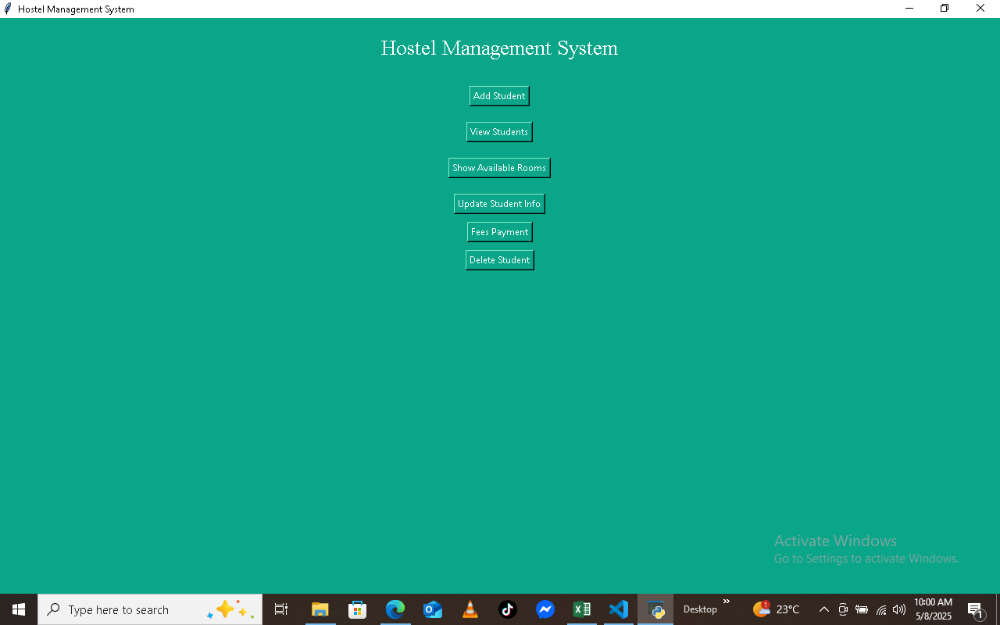 Hostel Management System
Hostel Management System
Add Student
View Students
Show Available Rooms
Update Student Info
Fees Payment
Delete Student
Activate Windows
Go to Settings to activate Windows.
Type here to search
Desktop
»
1
23°C
10:00 AM
5/8/2025
1